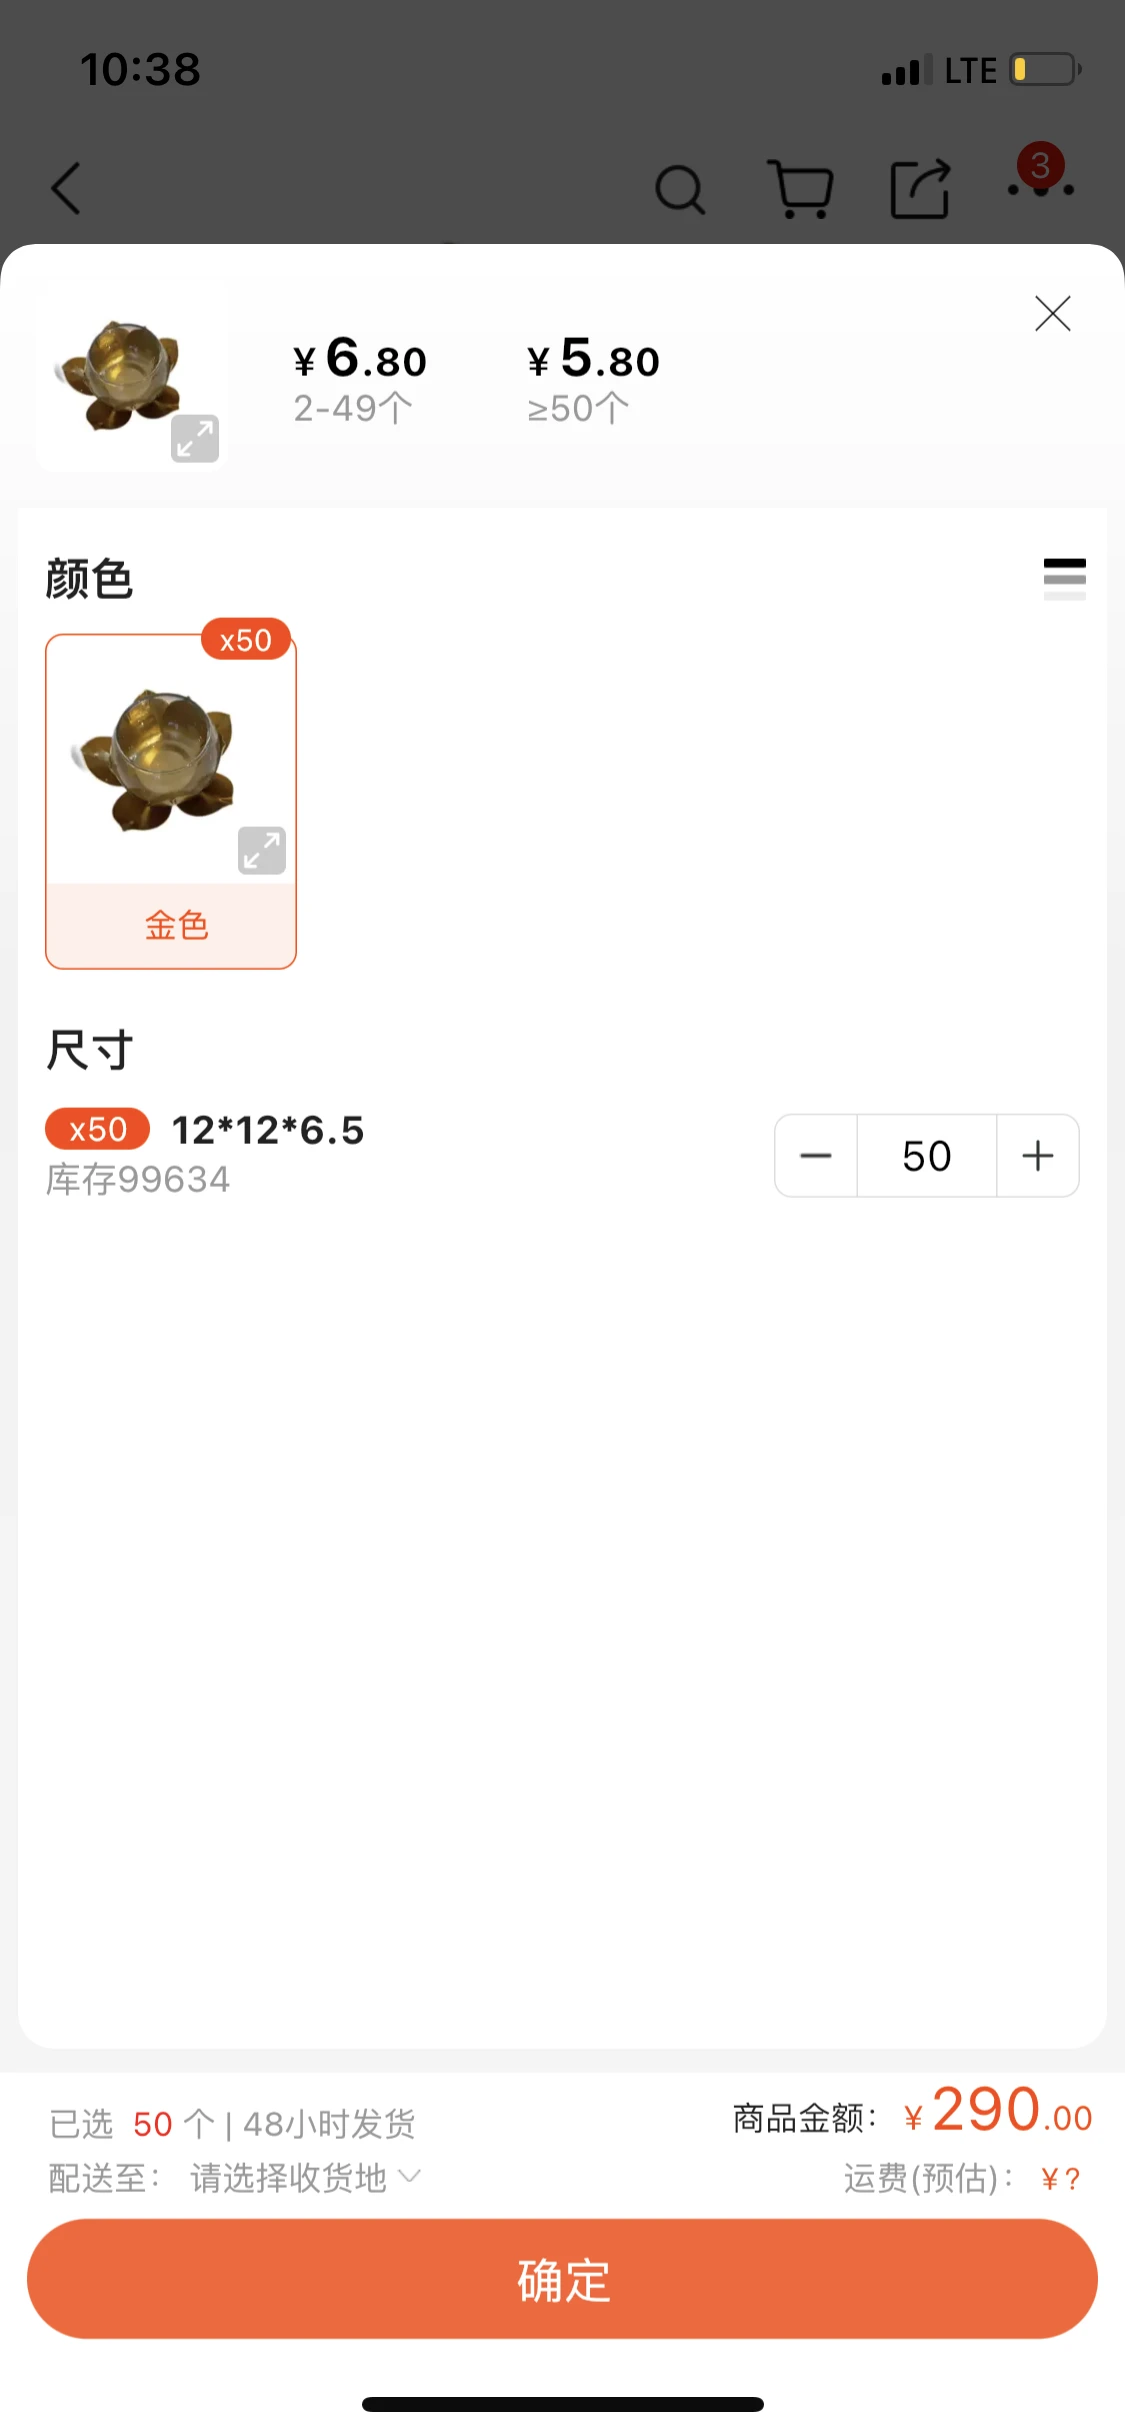 10:38
LTE
3
¥6.80
¥5.80
2-49个
≥50个
颜色
x50
金色
尺寸
x50 12*12*6.5
库存99634
50
已选 50 个 | 48小时发货
商品金额: ¥290.00
配送至: 请选择收货地
运费(预估): ¥?
确定